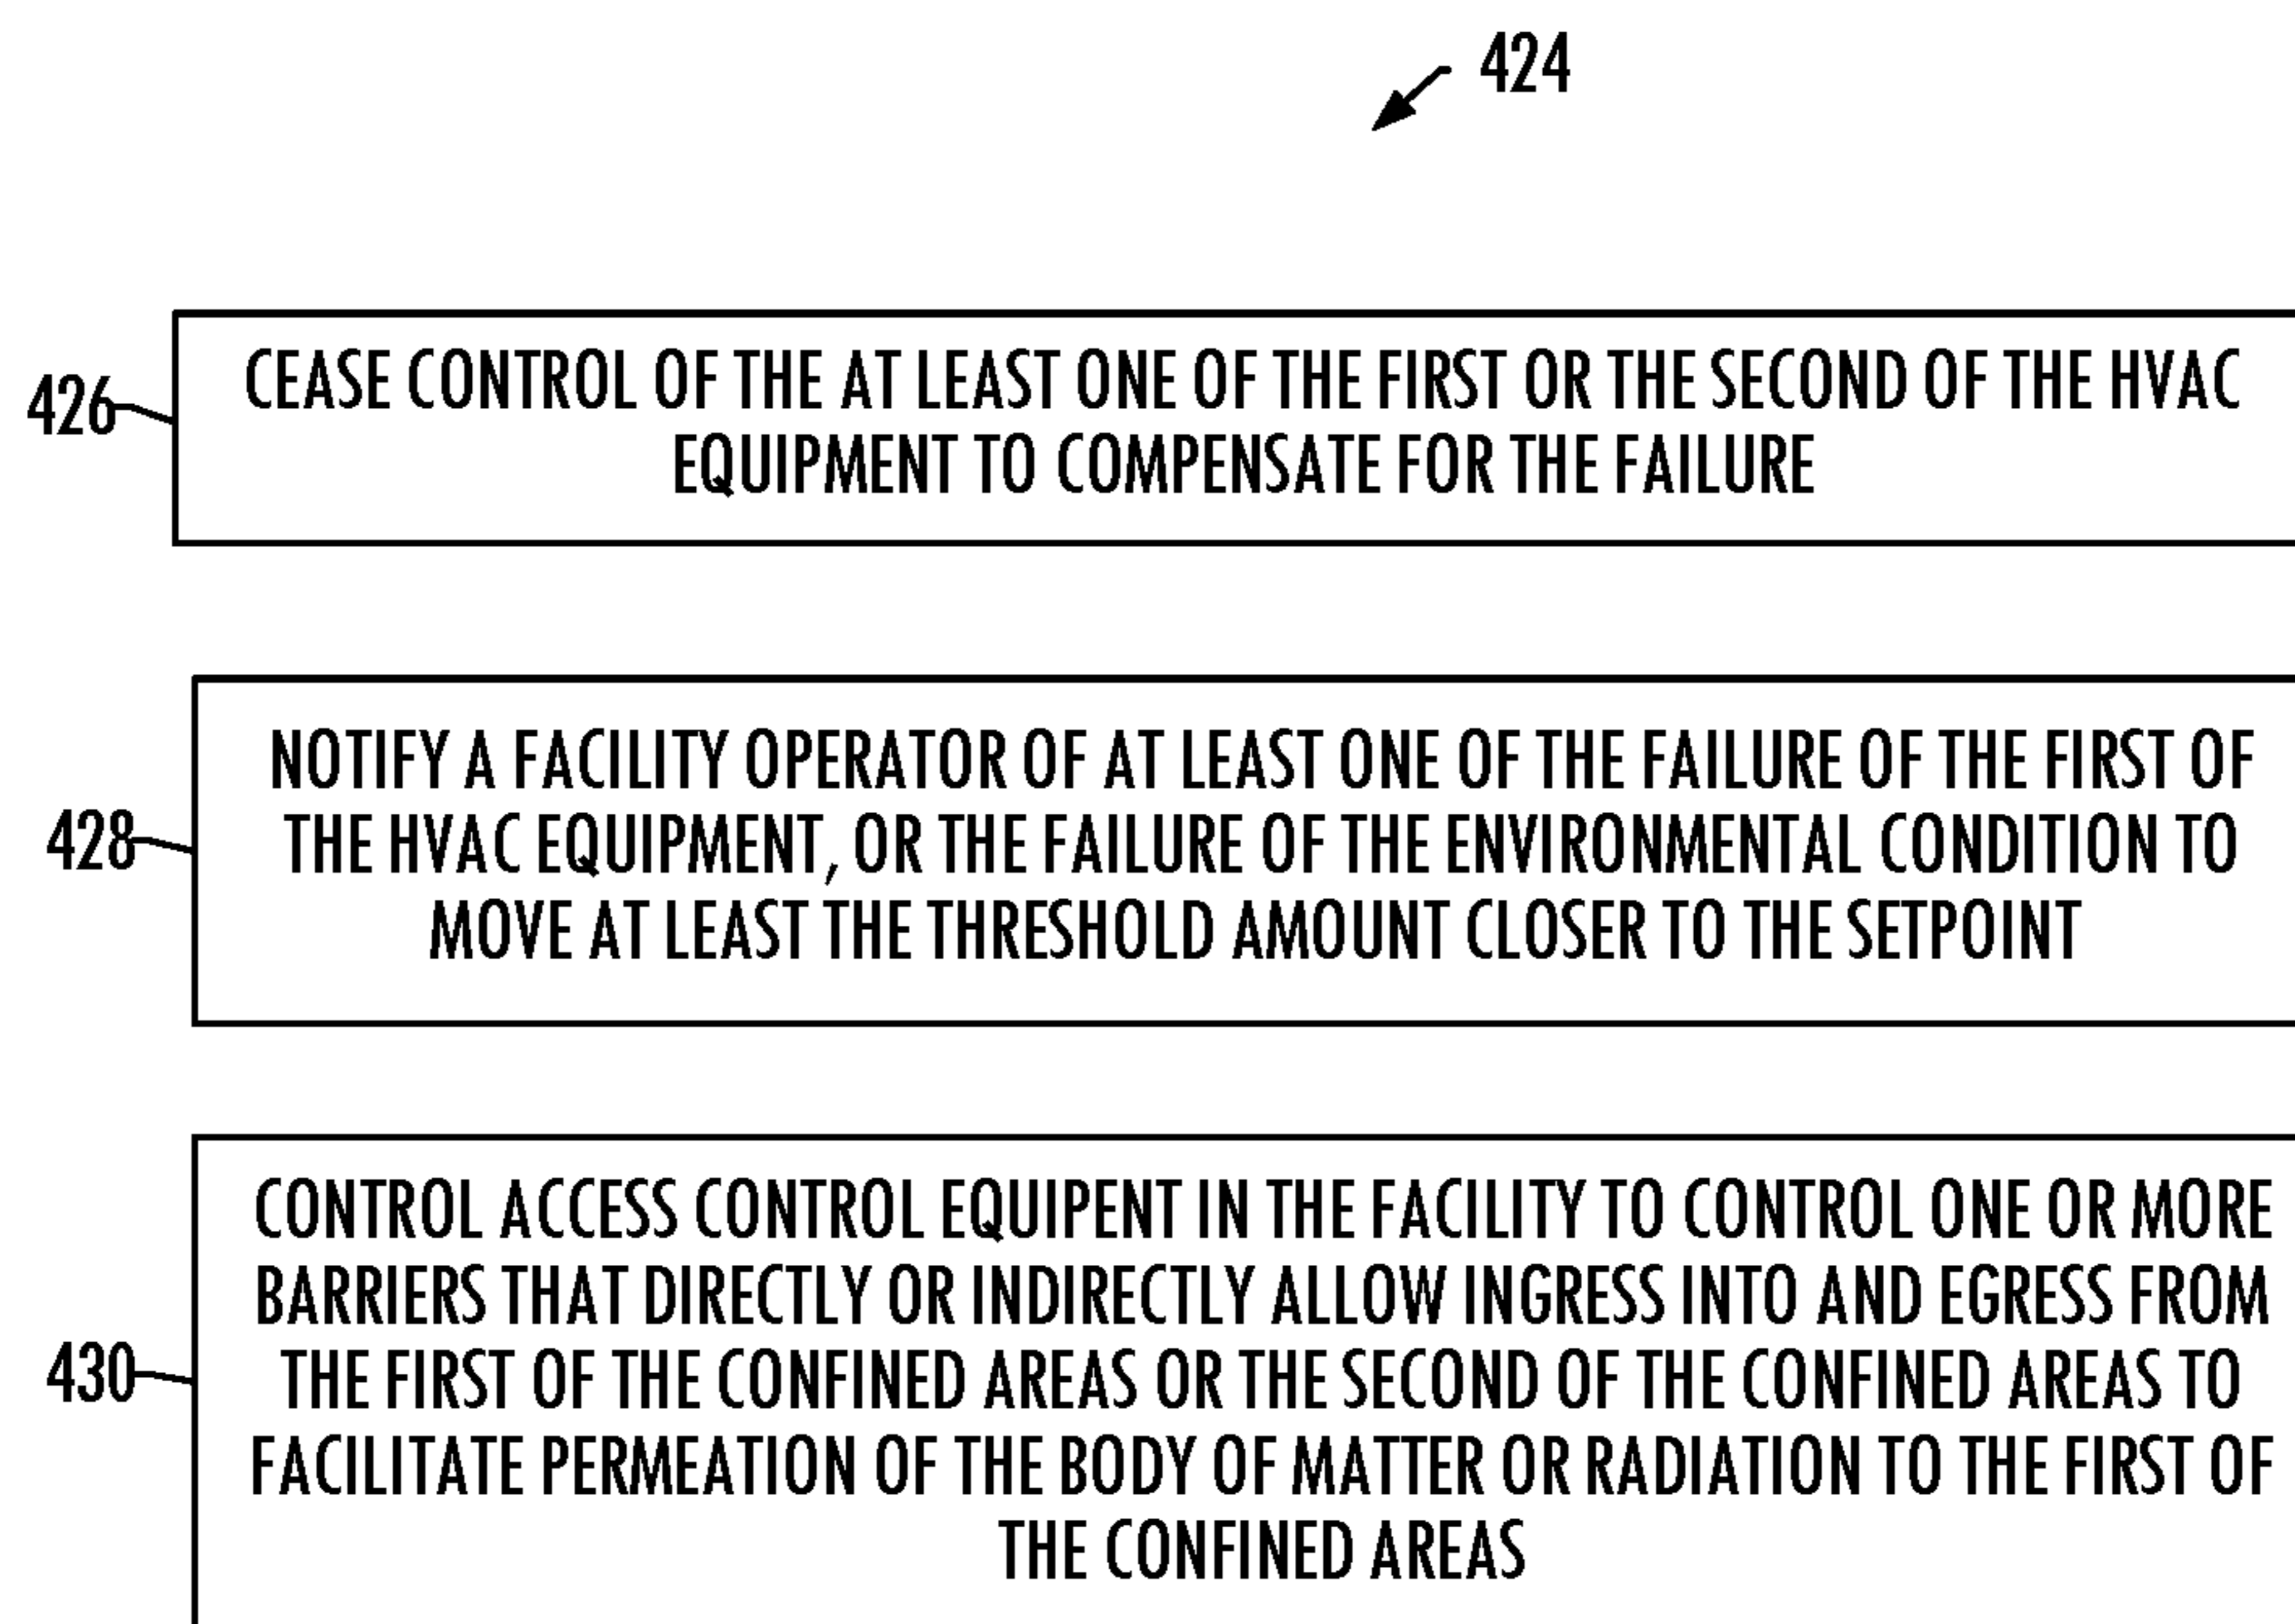 424
426
CEASE CONTROL OF THE AT LEAST ONE OF THE FIRST OR THE SECOND OF THE HVAC
EQUIPMENT TO COMPENSATE FOR THE FAILURE
428
NOTIFY A FACILITY OPERATOR OF AT LEAST ONE OF THE FAILURE OF THE FIRST OF
THE HVAC EQUIPMENT, OR THE FAILURE OF THE ENVIRONMENTAL CONDITION TO
MOVE AT LEAST THE THRESHOLD AMOUNT CLOSER TO THE SETPOINT
430
CONTROL ACCESS CONTROL EQUIPENT IN THE FACILITY TO CONTROL ONE OR MORE
BARRIERS THAT DIRECTLY OR INDIRECTLY ALLOW INGRESS INTO AND EGRESS FROM
THE FIRST OF THE CONFINED AREAS OR THE SECOND OF THE CONFINED AREAS TO
FACILITATE PERMEATION OF THE BODY OF MATTER OR RADIATION TO THE FIRST OF
THE CONFINED AREAS